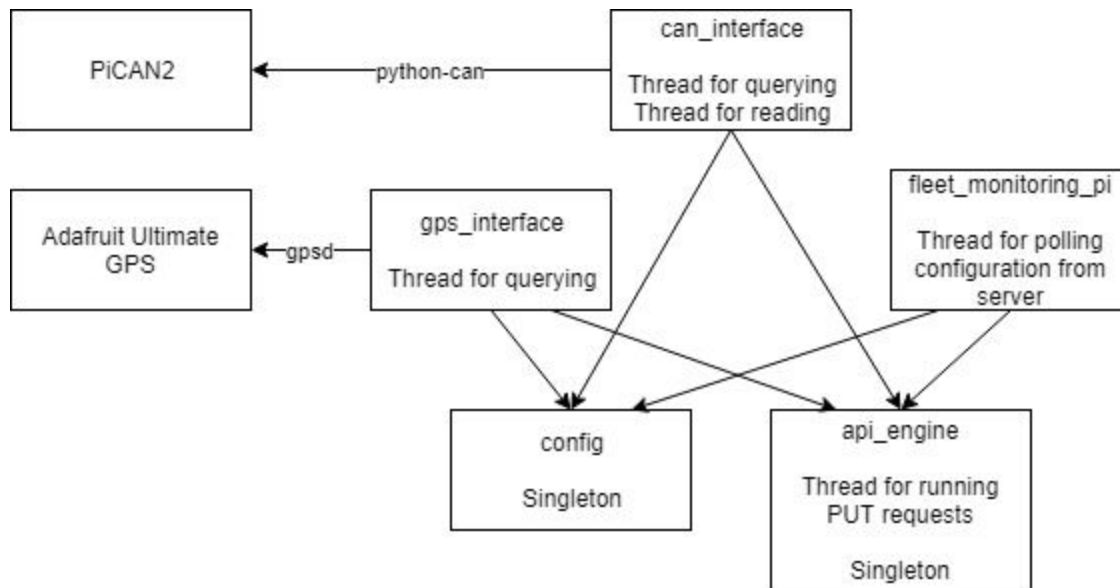 PiCAN2
python-can
can_interface
Thread for querying
Thread for reading
Adafruit Ultimate
GPS
gpsd
gps_interface
Thread for querying
fleet_monitoring_pi
Thread for polling
configuration from
server
config
Singleton
api_engine
Thread for running
PUT requests
Singleton